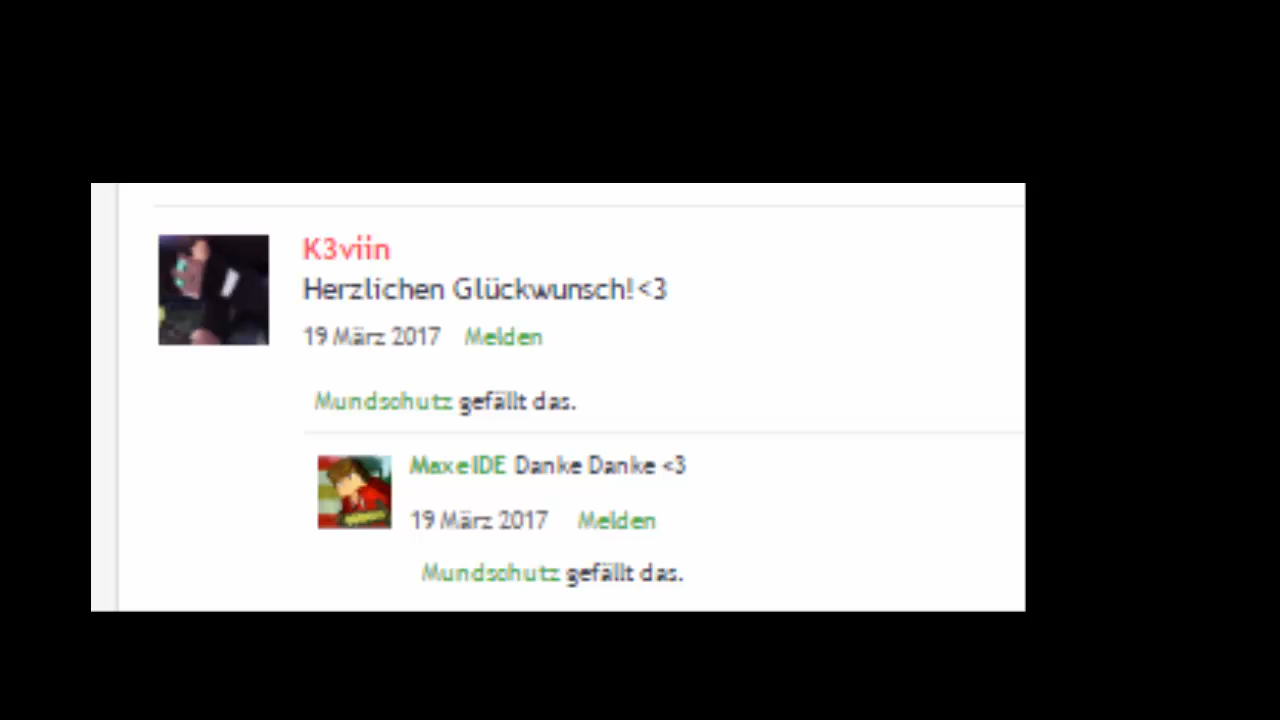 K3viin
Herzlichen Glückwunsch!<3
19 März 2017 Melden
Mundschutz gefällt das.
MaxelDE Danke Danke <3
19 März 2017 Melden
Mundschutz gefällt das.